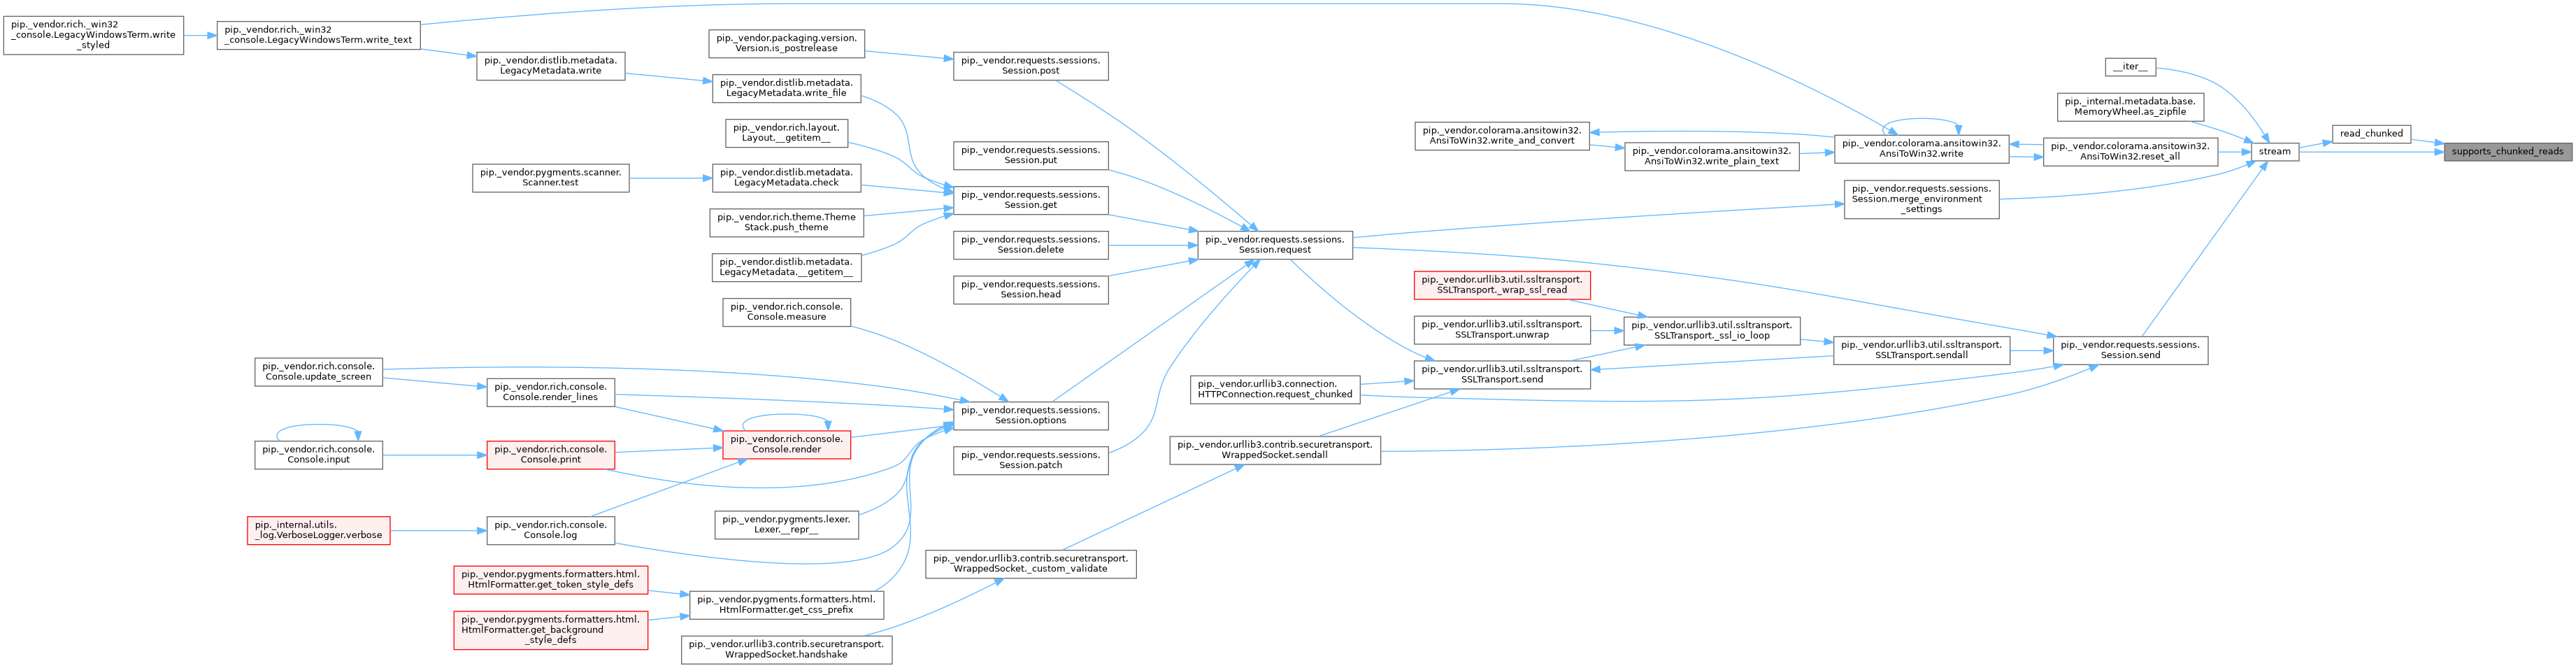 pip._vendor.rich._win32
_console.LegacyWindowsTerm.write
_styled
pip._vendor.rich._win32
_console.LegacyWindowsTerm.write_text
pip._vendor.distlib.metadata.
LegacyMetadata.write
pip._vendor.packaging.version.
Version.is_postrelease
pip._vendor.distlib.metadata.
LegacyMetadata.write_file
pip._vendor.rich.layout.
Layout.__getitem__
pip._vendor.pygments.scanner.
Scanner.test
pip._vendor.distlib.metadata.
LegacyMetadata.check
pip._vendor.rich.theme.Theme
Stack.push_theme
pip._vendor.distlib.metadata.
LegacyMetadata.__getitem__
pip._vendor.rich.console.
Console.measure
pip._vendor.rich.console.
Console.update_screen
pip._vendor.rich.console.
Console.render_lines
pip._vendor.rich.console.
Console.input
pip._vendor.rich.console.
Console.print
pip._vendor.rich.console.
Console.render
pip._internal.utils.
_log.VerboseLogger.verbose
pip._vendor.rich.console.
Console.log
pip._vendor.pygments.lexer.
Lexer.__repr__
pip._vendor.pygments.formatters.html.
HtmlFormatter.get_token_style_defs
pip._vendor.pygments.formatters.html.
HtmlFormatter.get_background
_style_defs
pip._vendor.pygments.formatters.html.
HtmlFormatter.get_css_prefix
pip._vendor.urllib3.contrib.securetransport.
WrappedSocket.handshake
pip._vendor.requests.sessions.
Session.post
pip._vendor.requests.sessions.
Session.put
pip._vendor.requests.sessions.
Session.get
pip._vendor.requests.sessions.
Session.delete
pip._vendor.requests.sessions.
Session.head
pip._vendor.requests.sessions.
Session.options
pip._vendor.requests.sessions.
Session.patch
pip._vendor.urllib3.contrib.securetransport.
WrappedSocket._custom_validate
pip._vendor.requests.sessions.
Session.request
pip._vendor.urllib3.connection.
HTTPConnection.request_chunked
pip._vendor.urllib3.contrib.securetransport.
WrappedSocket.sendall
pip._vendor.colorama.ansitowin32.
AnsiToWin32.write_and_convert
pip._vendor.urllib3.util.ssltransport.
SSLTransport._wrap_ssl_read
pip._vendor.urllib3.util.ssltransport.
SSLTransport.unwrap
pip._vendor.urllib3.util.ssltransport.
SSLTransport.send
pip._vendor.colorama.ansitowin32.
AnsiToWin32.write_plain_text
pip._vendor.urllib3.util.ssltransport.
SSLTransport._ssl_io_loop
pip._vendor.colorama.ansitowin32.
AnsiToWin32.write
pip._vendor.requests.sessions.
Session.merge_environment
_settings
pip._vendor.urllib3.util.ssltransport.
SSLTransport.sendall
__iter__
pip._internal.metadata.base.
MemoryWheel.as_zipfile
pip._vendor.colorama.ansitowin32.
AnsiToWin32.reset_all
pip._vendor.requests.sessions.
Session.send
stream
read_chunked
supports_chunked_reads